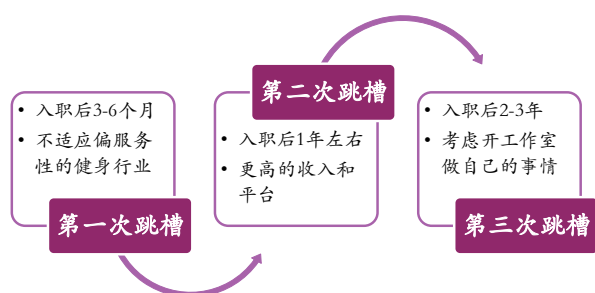 • 入职后3-6个月
• 不适应偏服务
性的健身行业
第一次跳槽
第二次跳槽
• 入职后1年左右
• 更高的收入和
平台
• 入职后2-3年
• 考虑开工作室
做自己的事情
第三次跳槽